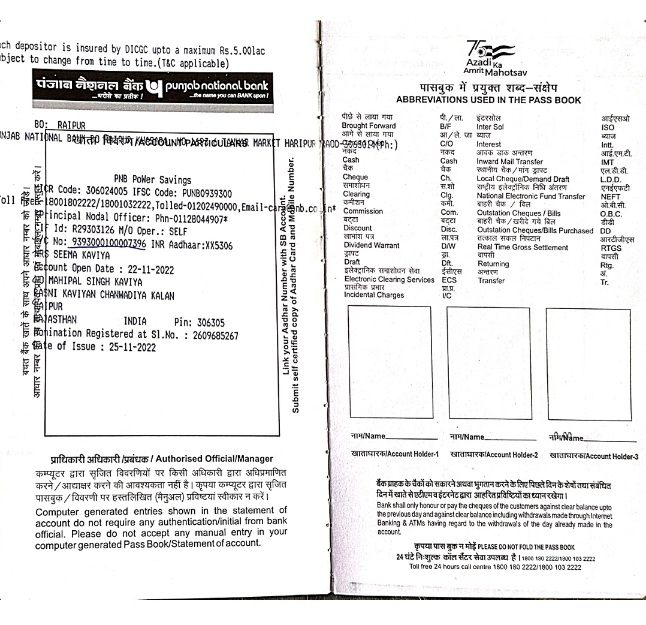 ch depositor is insured by DICGC upto a maximum Rs.5.00lac
bject to change from time to time.(T&C applicable)
पंजाब नैशनल बैंक punjab national bank
...भरोसे का प्रतीक ! ...the name you can BANK upon !
BO: RAIPUR
NJAB NATIONAL BANK MARKET HARIPUR
ACCOUNT PARTICULARS
PNB POwer Savings
CR Code: 306024005 IFSC Code: PUNB0939300
Toll 18001802222/18001032222,Tolled-01202490000,Email-care@pnb.co.in*
Principal Nodal Officer: Phn-01128044907*
IF Id: R29303126 M/O Oper.: SELF
C No: 9393000100007396 INR Aadhaar:XX5306
RS SEEMA KAVIYA
ccount Open Date : 22-11-2022
MAHIPAL SINGH KAVIYA
SNI KAVIYAN CHANWADIYA KALAN
IPUR
JASTHAN INDIA Pin: 306305
Nomination Registered at Sl.No. : 2609685267
te of Issue : 25-11-2022
बचत बैंक खाते के साथ अपने आधार नम्बर को
आधार नम्बर
Link your Aadhar Number with SB Account.
Submit self certified copy of Aadhar Card and Mobile Number.
प्राधिकारी अधिकारी /प्रबंधक / Authorised Official/Manager
कम्प्यूटर द्वारा सृजित विवरणियों पर किसी अधिकारी द्वारा अधिप्रमाणित
करने / आद्यक्षर करने की आवश्यकता नहीं है। कृपया कम्प्यूटर द्वारा सृजित
पासबुक / विवरणी पर हस्तलिखित (मैनुअल) प्रविष्टियां स्वीकार न करें।
Computer generated entries shown in the statement of
account do not require any authentication/initial from bank
official. Please do not accept any manual entry in your
computer generated Pass Book/Statement of account.
75
Azadi Ka
Amrit Mahotsav
पासबुक में प्रयुक्त शब्द-संक्षेप
ABBREVIATIONS USED IN THE PASS BOOK
पीछे से लाया गया पी./ला. इंटरसोल आईएसओ
Brought Forward B/F Inter Sol ISO
आगे से लाया गया आ/ले. जा ब्याज ब्याज
C/O Interest Intt.
नकद नकद आवक डाक अन्तरण आई.एम.टी.
Cash Cash Inward Mail Transfer IMT
चैक चैक स्थानीय चैक/मांग ड्राफ्ट एल.डी.डी.
Cheque Ch. Local Cheque/Demand Draft L.D.D.
समाशोधन स.शो राष्ट्रीय इलेक्ट्रॉनिक निधि अंतरण एनईएफटी
Clearing Clg. National Electronic Fund Transfer NEFT
कमीशन कमी. बाहरी चैक / बिल ओ.बी.सी.
Commission Com. Outstation Cheques / Bills O.B.C.
बट्टा बट्टा बाहरी चैक/खरीदे गये बिल डीडी
Discount Disc. Outstation Cheques/Bills Purchased DD
लाभांश पत्र ला.पत्र तत्काल सकल निपटान आरटीजीएस
Dividend Warrant D/W Real Time Gross Settlement RTGS
ड्राफ्ट ड्रा. वापसी वापसी
Draft Dft. Returning Rtg.
इलेक्ट्रॉनिक समाशोधन सेवा ईसीएस अन्तरण अं.
Electronic Clearing Services ECS Transfer Tr.
प्रासंगिक प्रभार प्रा.प्र.
Incidental Charges I/C
नाम/Name नाम/Name नाम/Name
खाताधारक/Account Holder-1 खाताधारक/Account Holder-2 खाताधारक/Account Holder-3
बैंक ग्राहक के चैकों को सकारने अथवा भुगतान करने के लिए पिछले दिन के शेषों तथा संबंधित
दिन में खाते से एटीएम व इंटरनेट द्वारा आहरित प्रविष्टियों का ध्यान रखेगा।
Bank shall only honour or pay the cheques of the customers against clear balance upto
the previous day and against clear balance including withdrawals made through Internet
Banking & ATMs having regard to the withdrawals of the day already made in the
account.
कृपया पास बुक न मोड़ें PLEASE DO NOT FOLD THE PASS BOOK
24 घंटे निःशुल्क कॉल सेंटर सेवा उपलब्ध है। 1800 180 2222/1800 103 2222
Toll free 24 hours call centre 1800 180 2222/1800 103 2222